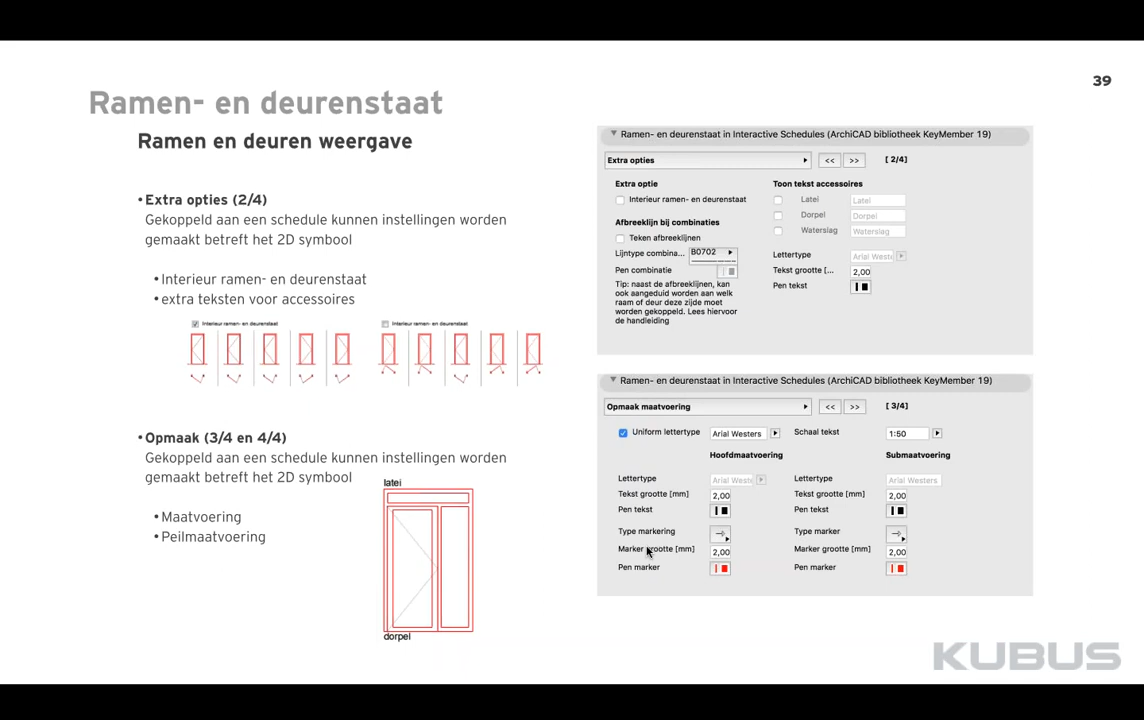 39
Ramen- en deurenstaat
Ramen en deuren weergave
•Extra opties (2/4)
Gekoppeld aan een schedule kunnen instellingen worden
gemaakt betreft het 2D symbool
•Interieur ramen- en deurenstaat
•extra teksten voor accessoires
Interieur ramen- en deurenstaat
Interieur ramen- en deurenstaat
•Opmaak (3/4 en 4/4)
Gekoppeld aan een schedule kunnen instellingen worden
gemaakt betreft het 2D symbool
•Maatvoering
•Peilmaatvoering
latei
dorpel
Ramen- en deurenstaat in Interactive Schedules (ArchiCAD bibliotheek KeyMember 19)
Extra opties << >> [ 2/4]
Extra optie
Interieur ramen- en deurenstaat
Afbreeklijn bij combinaties
Teken afbreeklijnen
Lijntype combina... B0702
Pen combinatie
Tip: naast de afbreeklijnen, kan
ook aangeduid worden aan welk
raam of deur deze zijde moet
worden gekoppeld. Lees hiervoor
de handleiding
Toon tekst accessoires
Latei Latei
Dorpel Dorpel
Waterslag Waterslag
Lettertype Arial Weste
Tekst grootte [... 2,00
Pen tekst
Ramen- en deurenstaat in Interactive Schedules (ArchiCAD bibliotheek KeyMember 19)
Opmaak maatvoering << >> [ 3/4]
Uniform lettertype Arial Westers Schaal tekst 1:50
Hoofdmaatvoering Submaatvoering
Lettertype Arial Weste Lettertype Arial Westers
Tekst grootte [mm] 2,00 Tekst grootte [mm] 2,00
Pen tekst Pen tekst
Type markering Type marker
Marker grootte [mm] 2,00 Marker grootte [mm] 2,00
Pen marker Pen marker
KUBUS